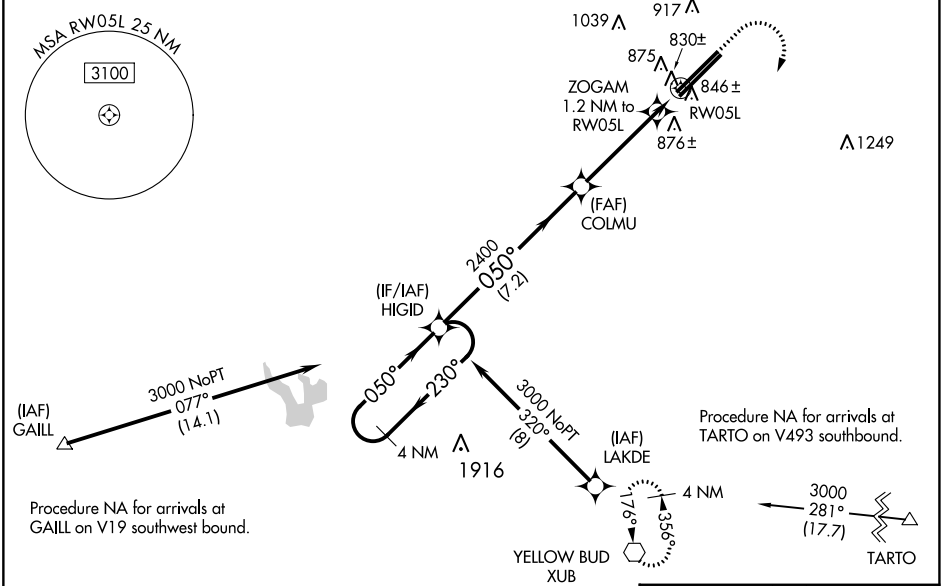 MSA RW05L 25 NM
3100
1039
917
830±
875
846±
ZOGAM
1.2 NM to
RW05L
RW05L
876±
1249
(FAF)
COLMU
2400
050°
(7.2)
(IF/IAF)
HIGID
050°
230°
4 NM
1916
3000 NoPT
077°
(14.1)
(IAF)
GAILL
3000 NoPT
320°
(8)
(IAF)
LAKDE
Procedure NA for arrivals at
TARTO on V493 southbound.
Procedure NA for arrivals at
GAILL on V19 southwest bound.
4 NM
176°
356°
YELLOW BUD
XUB
3000
281°
(17.7)
TARTO